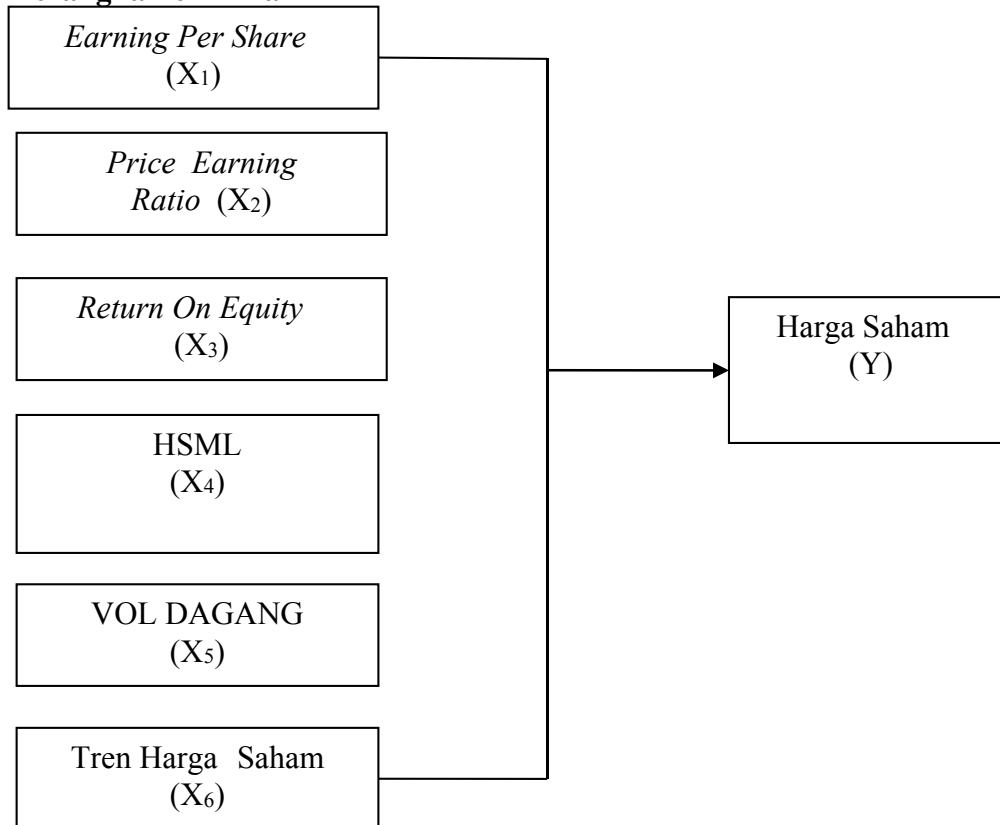 Earning Per Share
(X1)
Price Earning
Ratio (X2)
Return On Equity
(X3)
HSML
(X4)
VOL DAGANG
(X5)
Tren Harga Saham
(X6)
Harga Saham
(Y)